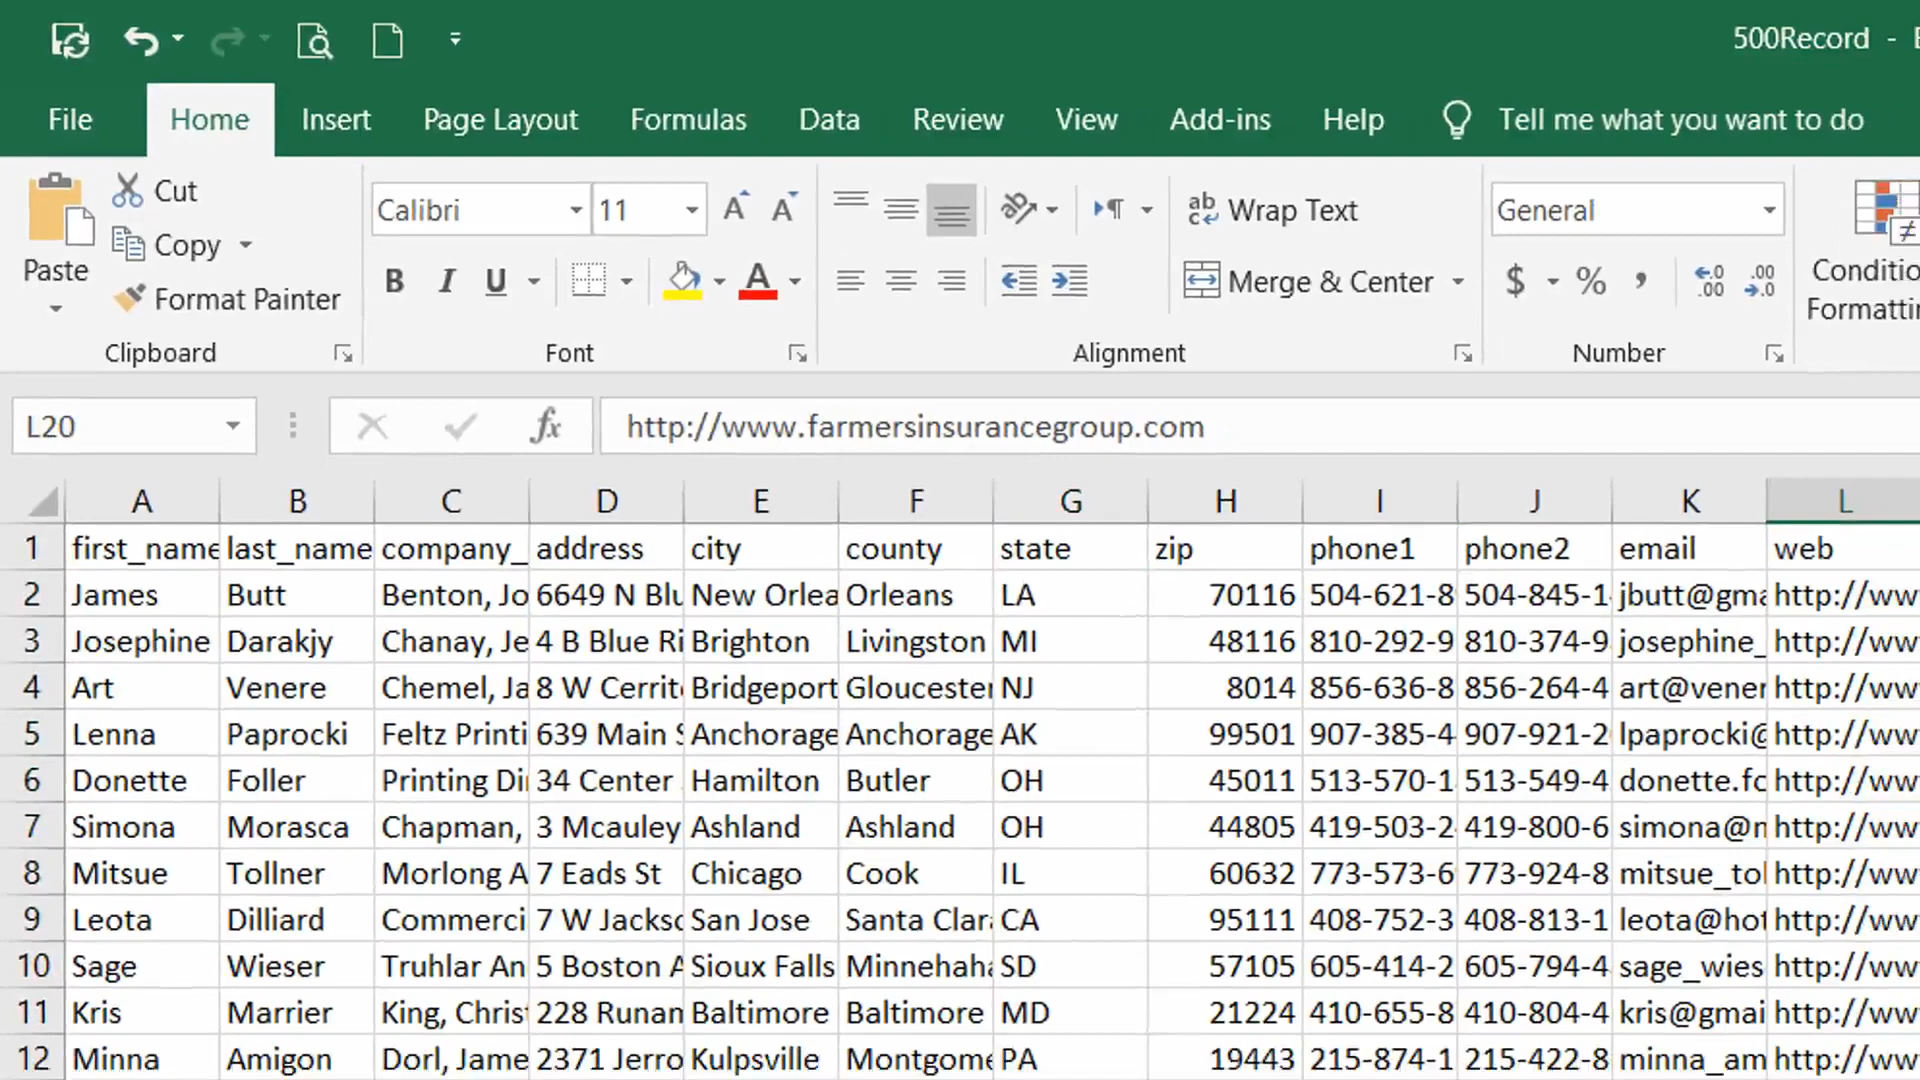 500Record - E
File Home Insert Page Layout Formulas Data Review View Add-ins Help Tell me what you want to do
Paste Cut Copy Format Painter Clipboard
Calibri 11 A A B I U A Font
ab Wrap Text Merge & Center Alignment
General $ % , .0 .00 .00 .0 Number
Conditio
Formattin
L20 fx http://www.farmersinsurancegroup.com
A B C D E F G H I J K L
1 first_name last_name company_ address city county state zip phone1 phone2 email web
2 James Butt Benton, Jo 6649 N Blu New Orlea Orleans LA 70116 504-621-8 504-845-1 jbutt@gma http://ww
3 Josephine Darakjy Chanay, Je 4 B Blue Ri Brighton Livingston MI 48116 810-292-9 810-374-9 josephine_ http://ww
4 Art Venere Chemel, Ja 8 W Cerrit Bridgeport Gloucester NJ 8014 856-636-8 856-264-4 art@vener http://ww
5 Lenna Paprocki Feltz Printi 639 Main S Anchorage Anchorage AK 99501 907-385-4 907-921-2 lpaprocki@ http://ww
6 Donette Foller Printing Di 34 Center Hamilton Butler OH 45011 513-570-1 513-549-4 donette.fo http://ww
7 Simona Morasca Chapman, 3 Mcauley Ashland Ashland OH 44805 419-503-2 419-800-6 simona@m http://ww
8 Mitsue Tollner Morlong A 7 Eads St Chicago Cook IL 60632 773-573-6 773-924-8 mitsue_tol http://ww
9 Leota Dilliard Commerci 7 W Jackso San Jose Santa Clara CA 95111 408-752-3 408-813-1 leota@hot http://ww
10 Sage Wieser Truhlar An 5 Boston A Sioux Falls Minnehaha SD 57105 605-414-2 605-794-4 sage_wies http://ww
11 Kris Marrier King, Christ 228 Runam Baltimore Baltimore MD 21224 410-655-8 410-804-4 kris@gmai http://ww
12 Minna Amigon Dorl, Jame 2371 Jerro Kulpsville Montgome PA 19443 215-874-1 215-422-8 minna_am http://ww